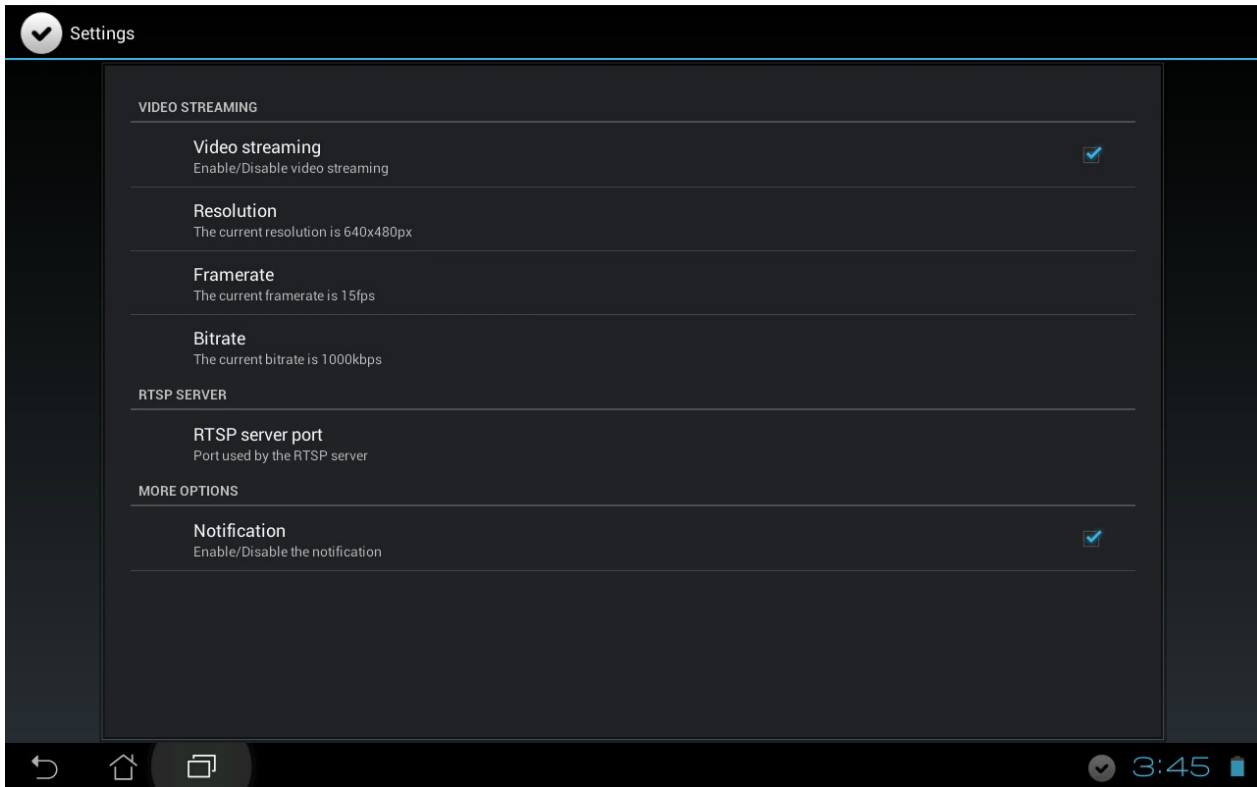 Settings
VIDEO STREAMING
Video streaming
Enable/Disable video streaming
Resolution
The current resolution is 640x480px
Framerate
The current framerate is 15fps
Bitrate
The current bitrate is 1000kbps
RTSP SERVER
RTSP server port
Port used by the RTSP server
MORE OPTIONS
Notification
Enable/Disable the notification
3:45